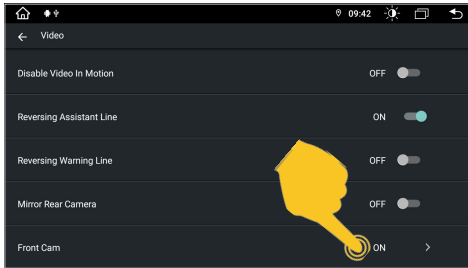 09:42
Video
Disable Video In Motion OFF
Reversing Assistant Line ON
Reversing Warning Line OFF
Mirror Rear Camera OFF
Front Cam ON